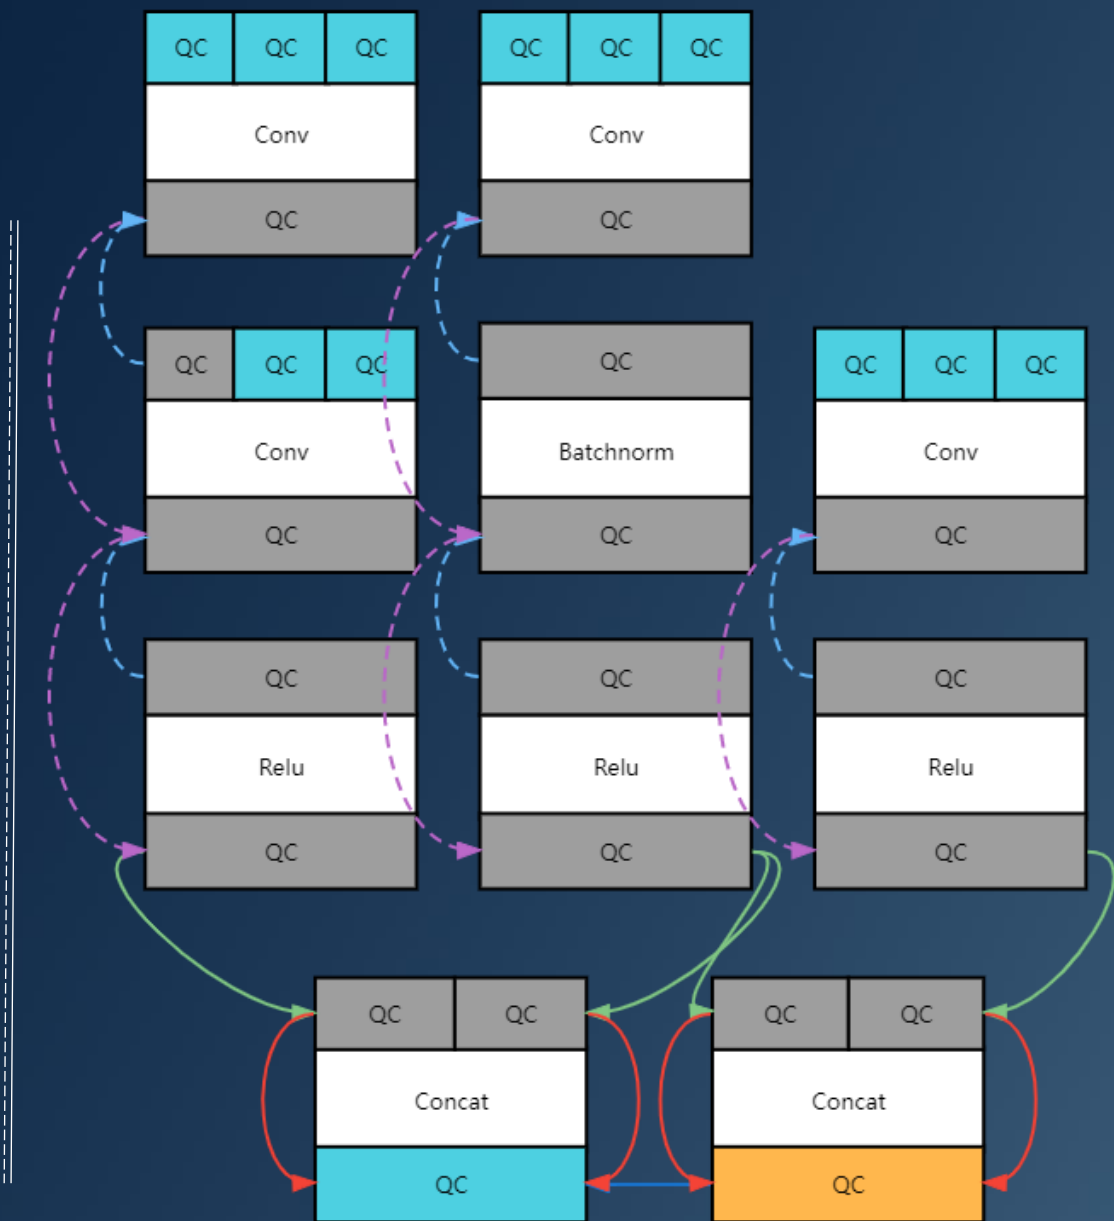 QC QC QC QC QC QC
Conv Conv
QC QC
QC QC QC QC QC QC QC
Conv Batchnorm Conv
QC QC QC
QC QC QC
Relu Relu Relu
QC QC QC
QC QC QC QC
Concat Concat
QC QC